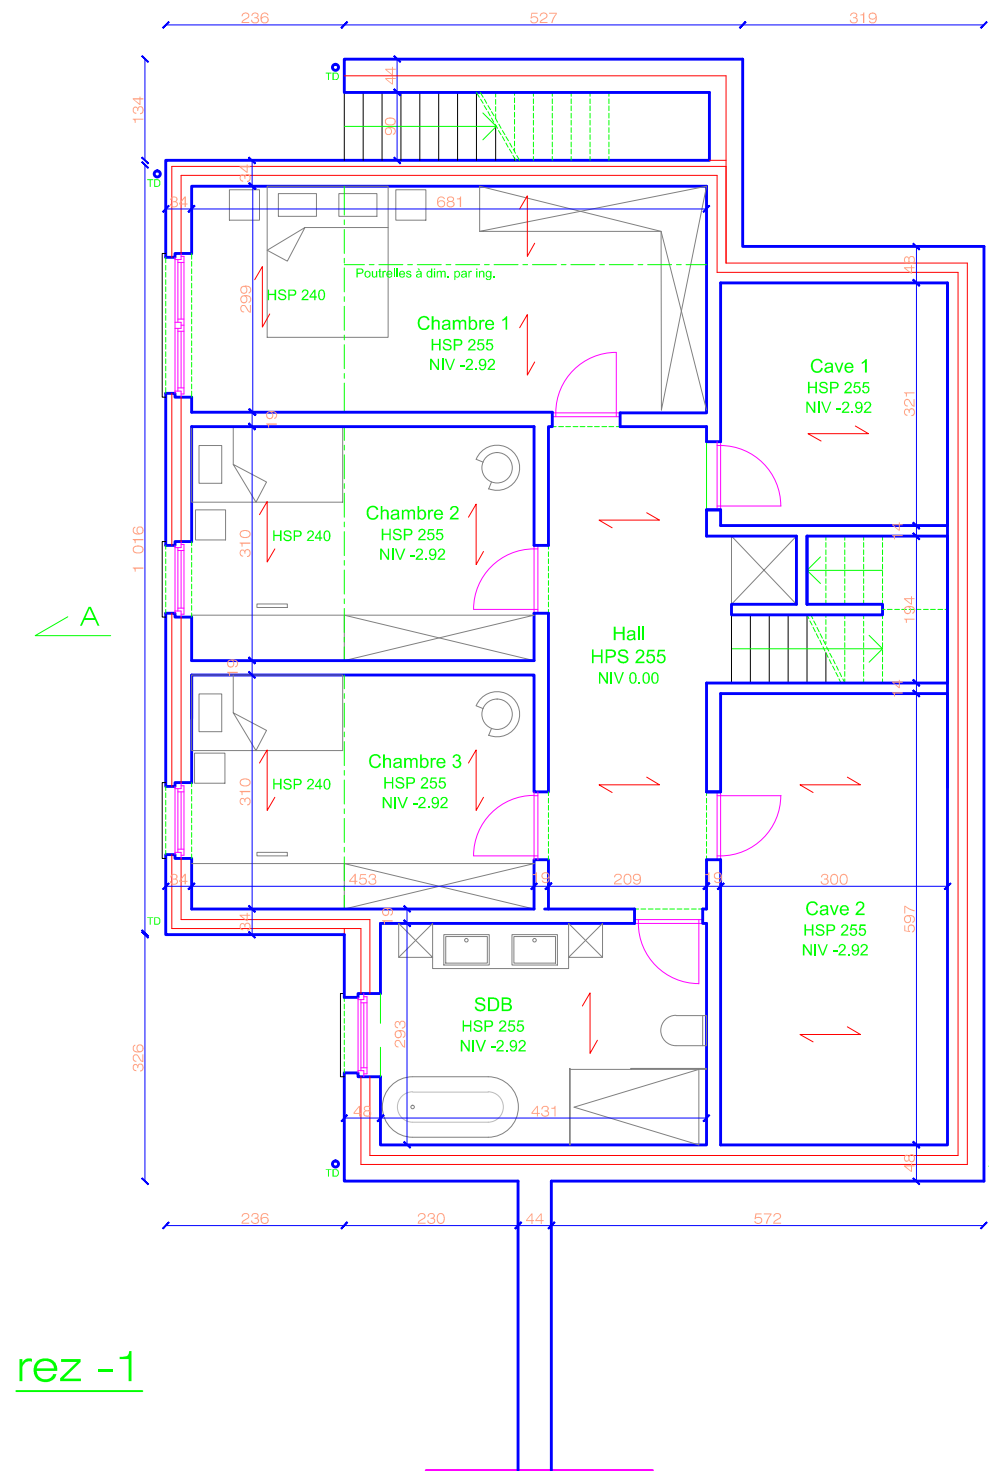 236
527
319
TD
44
134
90
TD
34
34
681
48
Poutrelles à dim. par ing.
HSP 240
299
Chambre 1
HSP 255
NIV -2.92
Cave 1
HSP 255
NIV -2.92
321
19
Chambre 2
HSP 255
NIV -2.92
HSP 240
310
1 016
14
A
194
Hall
HPS 255
NIV 0.00
19
14
Chambre 3
HSP 255
NIV -2.92
HSP 240
310
34
453
19
209
19
300
TD
34
19
Cave 2
HSP 255
NIV -2.92
597
SDB
HSP 255
NIV -2.92
293
326
48
431
TD
48
236
230
44
572
rez -1